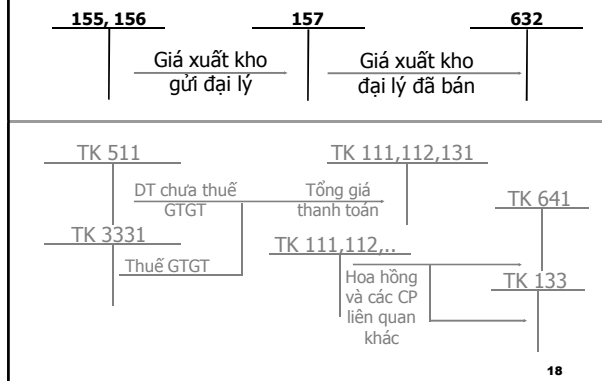 155, 156
157
632
Giá xuất kho
gửi đại lý
Giá xuất kho
đại lý đã bán
TK 511
TK 111,112,131
DT chưa thuế
GTGT
Tổng giá
thanh toán
TK 641
TK 3331
TK 111,112,..
Thuế GTGT
Hoa hồng
và các CP
liên quan
khác
TK 133
18